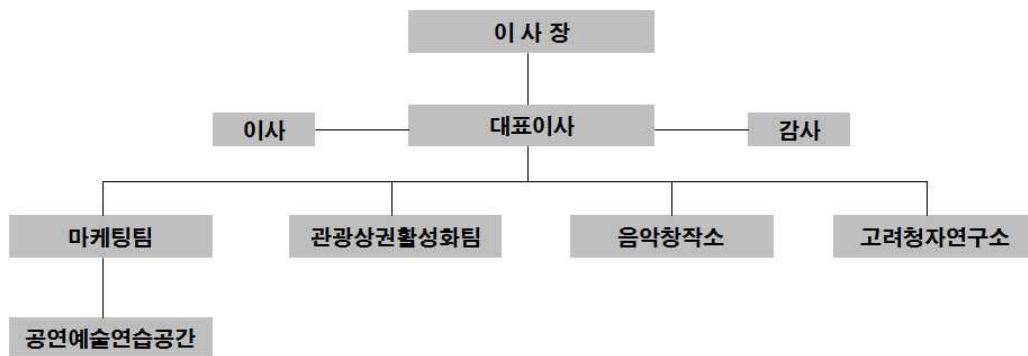 이 사 장
이사
대표이사
감사
마케팅팀
관광상권활성화팀
음악창작소
고려청자연구소
공연예술연습공간